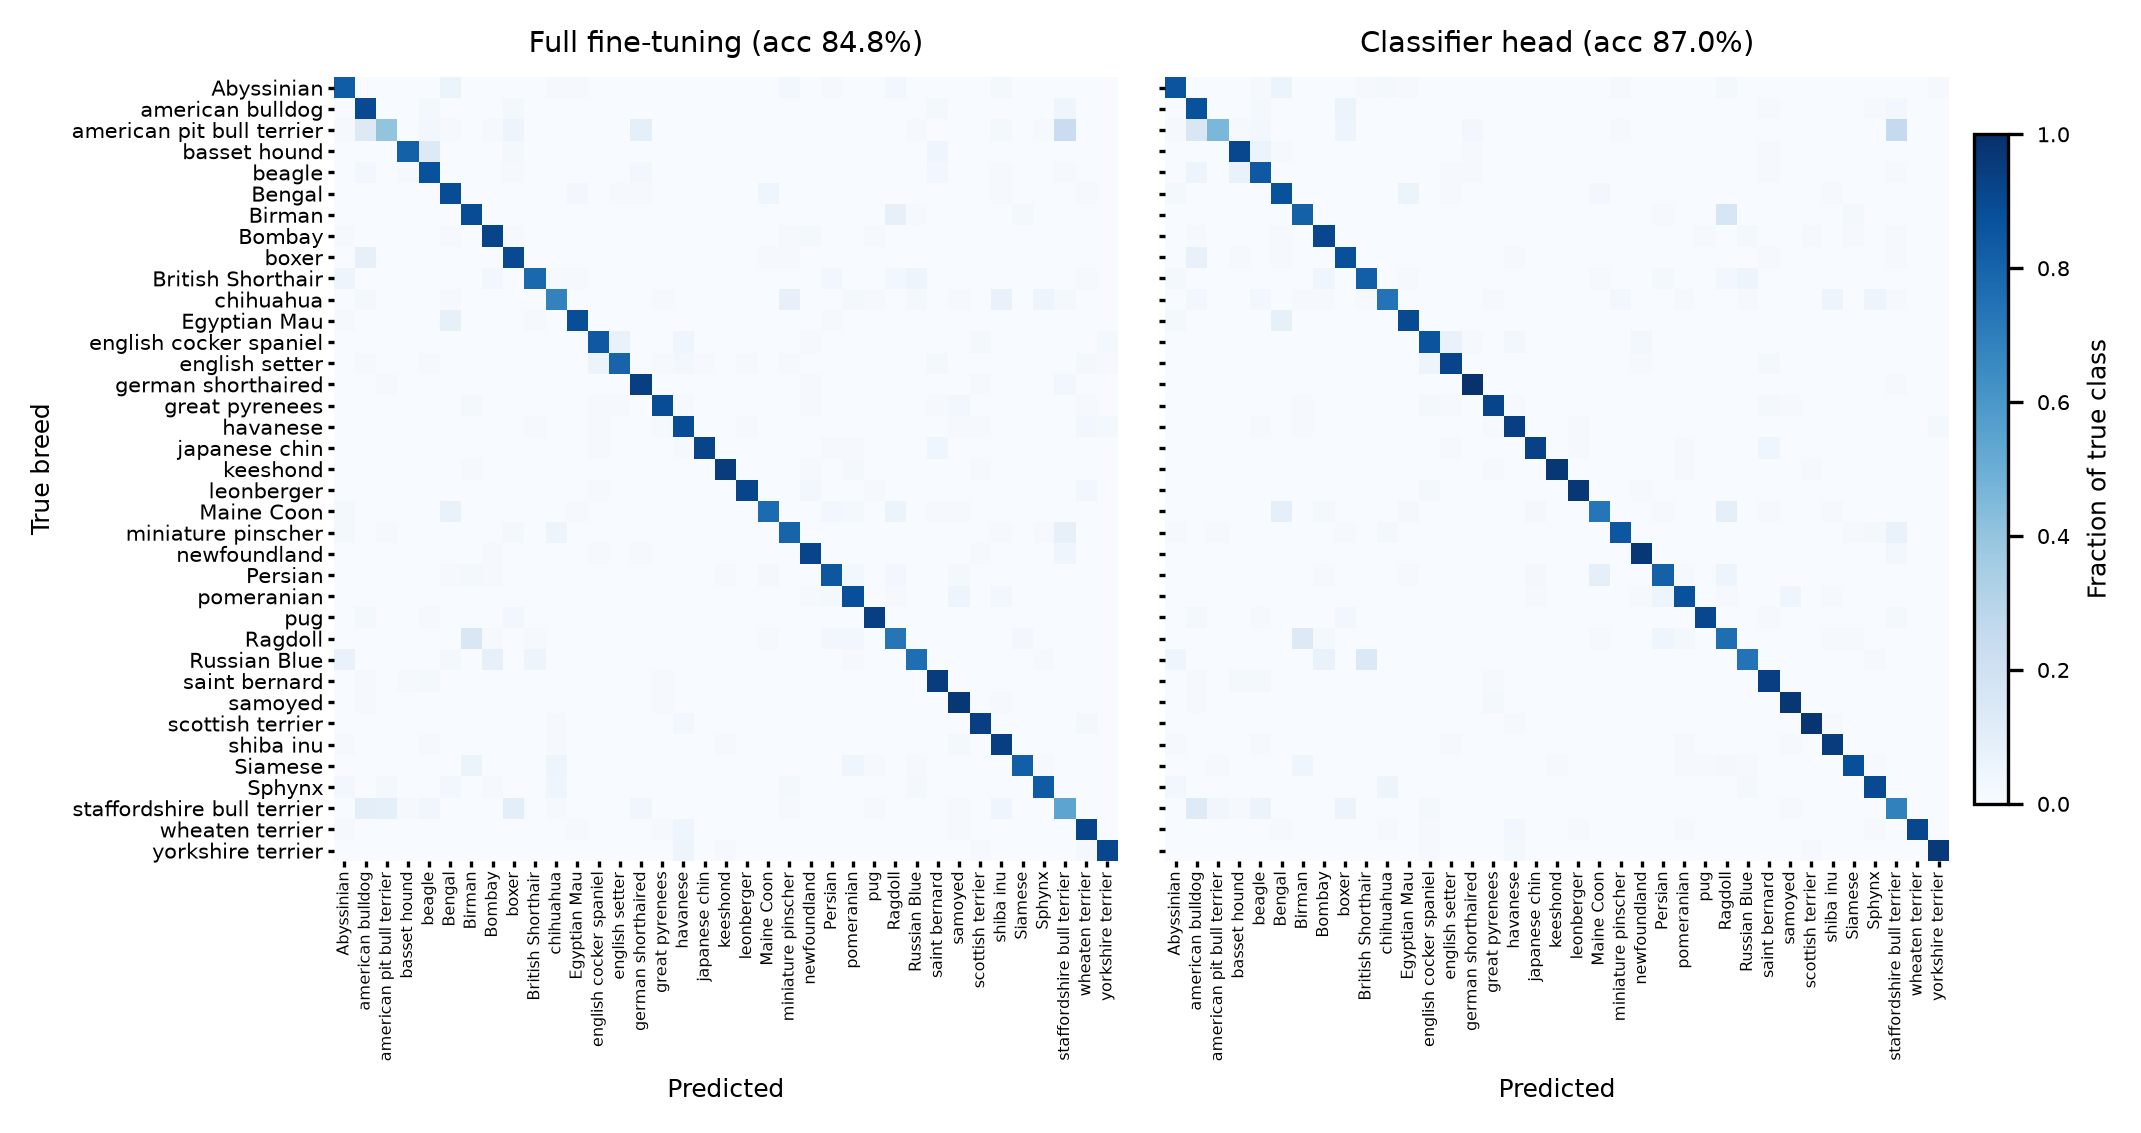 Full fine-tuning (acc 84.8%)
Classifier head (acc 87.0%)
True breed
Abyssinian
american bulldog
american pit bull terrier
basset hound
beagle
Bengal
Birman
Bombay
boxer
British Shorthair
chihuahua
Egyptian Mau
english cocker spaniel
english setter
german shorthaired
great pyrenees
havanese
japanese chin
keeshond
leonberger
Maine Coon
miniature pinscher
newfoundland
Persian
pomeranian
pug
Ragdoll
Russian Blue
saint bernard
samoyed
scottish terrier
shiba inu
Siamese
Sphynx
staffordshire bull terrier
wheaten terrier
yorkshire terrier
Abyssinian
american bulldog
american pit bull terrier
basset hound
beagle
Bengal
Birman
Bombay
boxer
British Shorthair
chihuahua
Egyptian Mau
english cocker spaniel
english setter
german shorthaired
great pyrenees
havanese
japanese chin
keeshond
leonberger
Maine Coon
miniature pinscher
newfoundland
Persian
pomeranian
pug
Ragdoll
Russian Blue
saint bernard
samoyed
scottish terrier
shiba inu
Siamese
Sphynx
staffordshire bull terrier
wheaten terrier
yorkshire terrier
Predicted
Abyssinian
american bulldog
american pit bull terrier
basset hound
beagle
Bengal
Birman
Bombay
boxer
British Shorthair
chihuahua
Egyptian Mau
english cocker spaniel
english setter
german shorthaired
great pyrenees
havanese
japanese chin
keeshond
leonberger
Maine Coon
miniature pinscher
newfoundland
Persian
pomeranian
pug
Ragdoll
Russian Blue
saint bernard
samoyed
scottish terrier
shiba inu
Siamese
Sphynx
staffordshire bull terrier
wheaten terrier
yorkshire terrier
Predicted
1.0
0.8
0.6
0.4
0.2
0.0
Fraction of true class